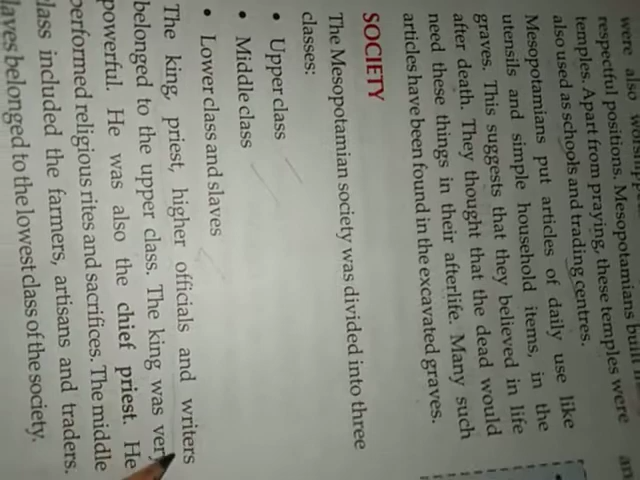 were also
respectful positions. Mesopotamians built
temples. Apart from praying, these temples were
also used as schools and trading centres.
Mesopotamians put articles of daily use like
utensils and simple household items, in the
graves. This suggests that they believed in life
after death. They thought that the dead would
need these things in their afterlife. Many such
articles have been found in the excavated graves.
SOCIETY
The Mesopotamian society was divided into three
classes:
• Upper class
• Middle class
• Lower class and slaves
The king, priest, higher officials and writers
belonged to the upper class. The king was very
powerful. He was also the chief priest. He
performed religious rites and sacrifices. The middle
class included the farmers, artisans and traders.
slaves belonged to the lowest class of the society.